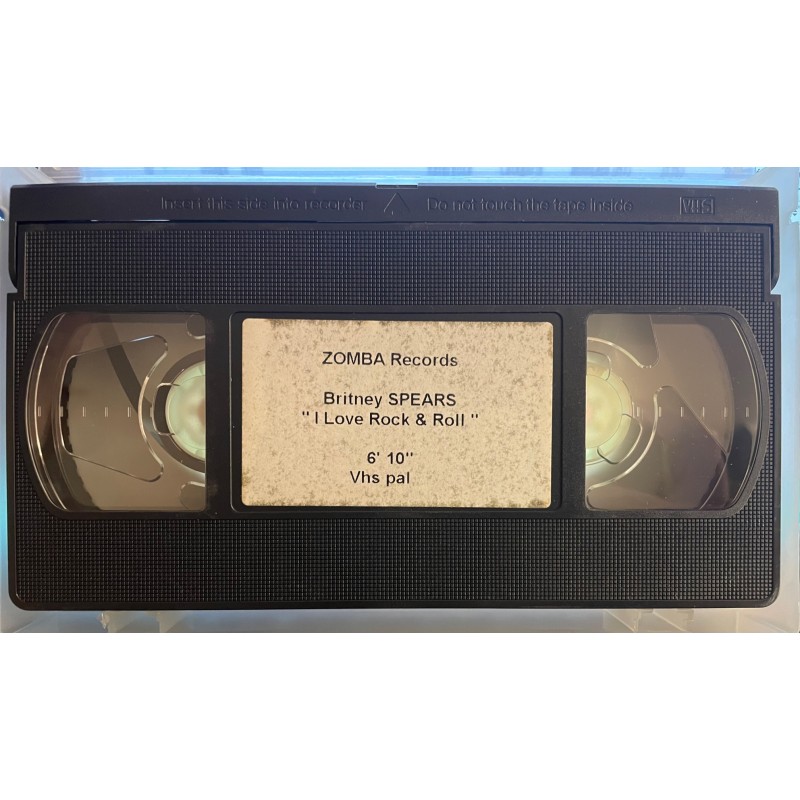 Insert this side into recorder Do not touch the tape inside VHS
ZOMBA Records
Britney SPEARS
" I Love Rock & Roll "
6' 10"
Vhs pal